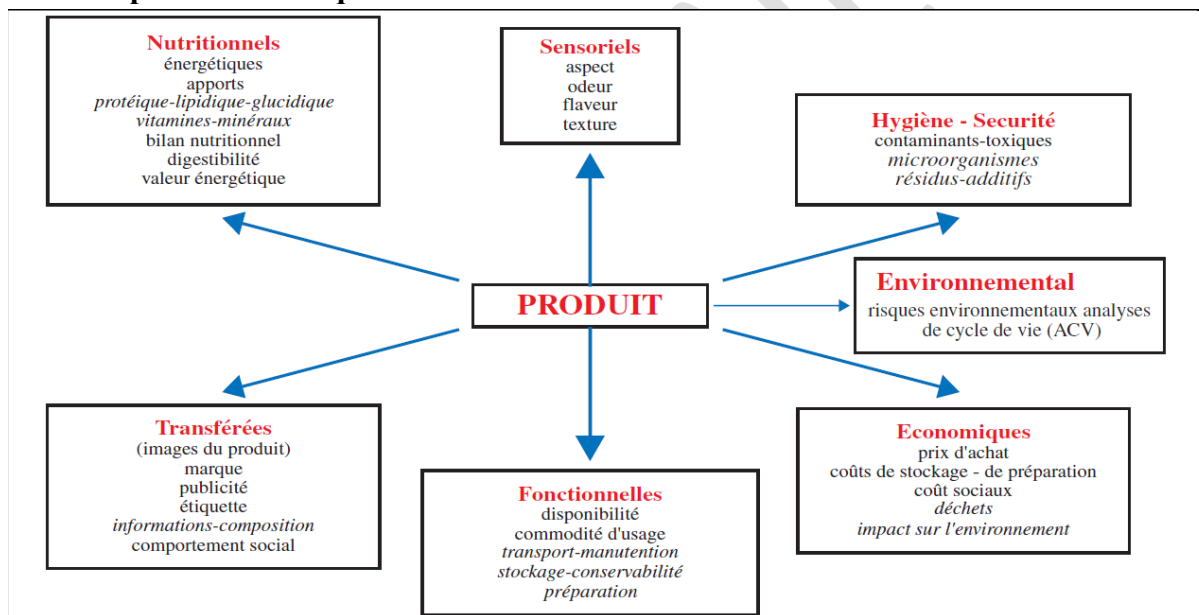 Nutritionnels
énergétiques
apports
protéique-lipidique-glucidique
vitamines-minéraux
bilan nutritionnel
digestibilité
valeur énergétique
Sensoriels
aspect
odeur
flaveur
texture
Hygiène - Securité
contaminants-toxiques
microorganismes
résidus-additifs
PRODUIT
Environnemental
risques environnementaux analyses
de cycle de vie (ACV)
Transférées
(images du produit)
marque
publicité
étiquette
informations-composition
comportement social
Fonctionnelles
disponibilité
commodité d'usage
transport-manutention
stockage-conservabilité
préparation
Economiques
prix d'achat
coûts de stockage - de préparation
coût sociaux
déchets
impact sur l'environnement